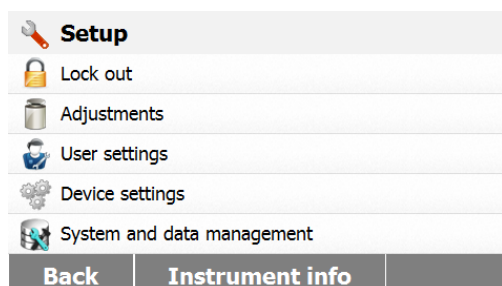 Setup
Lock out
Adjustments
User settings
Device settings
System and data management
Back Instrument info